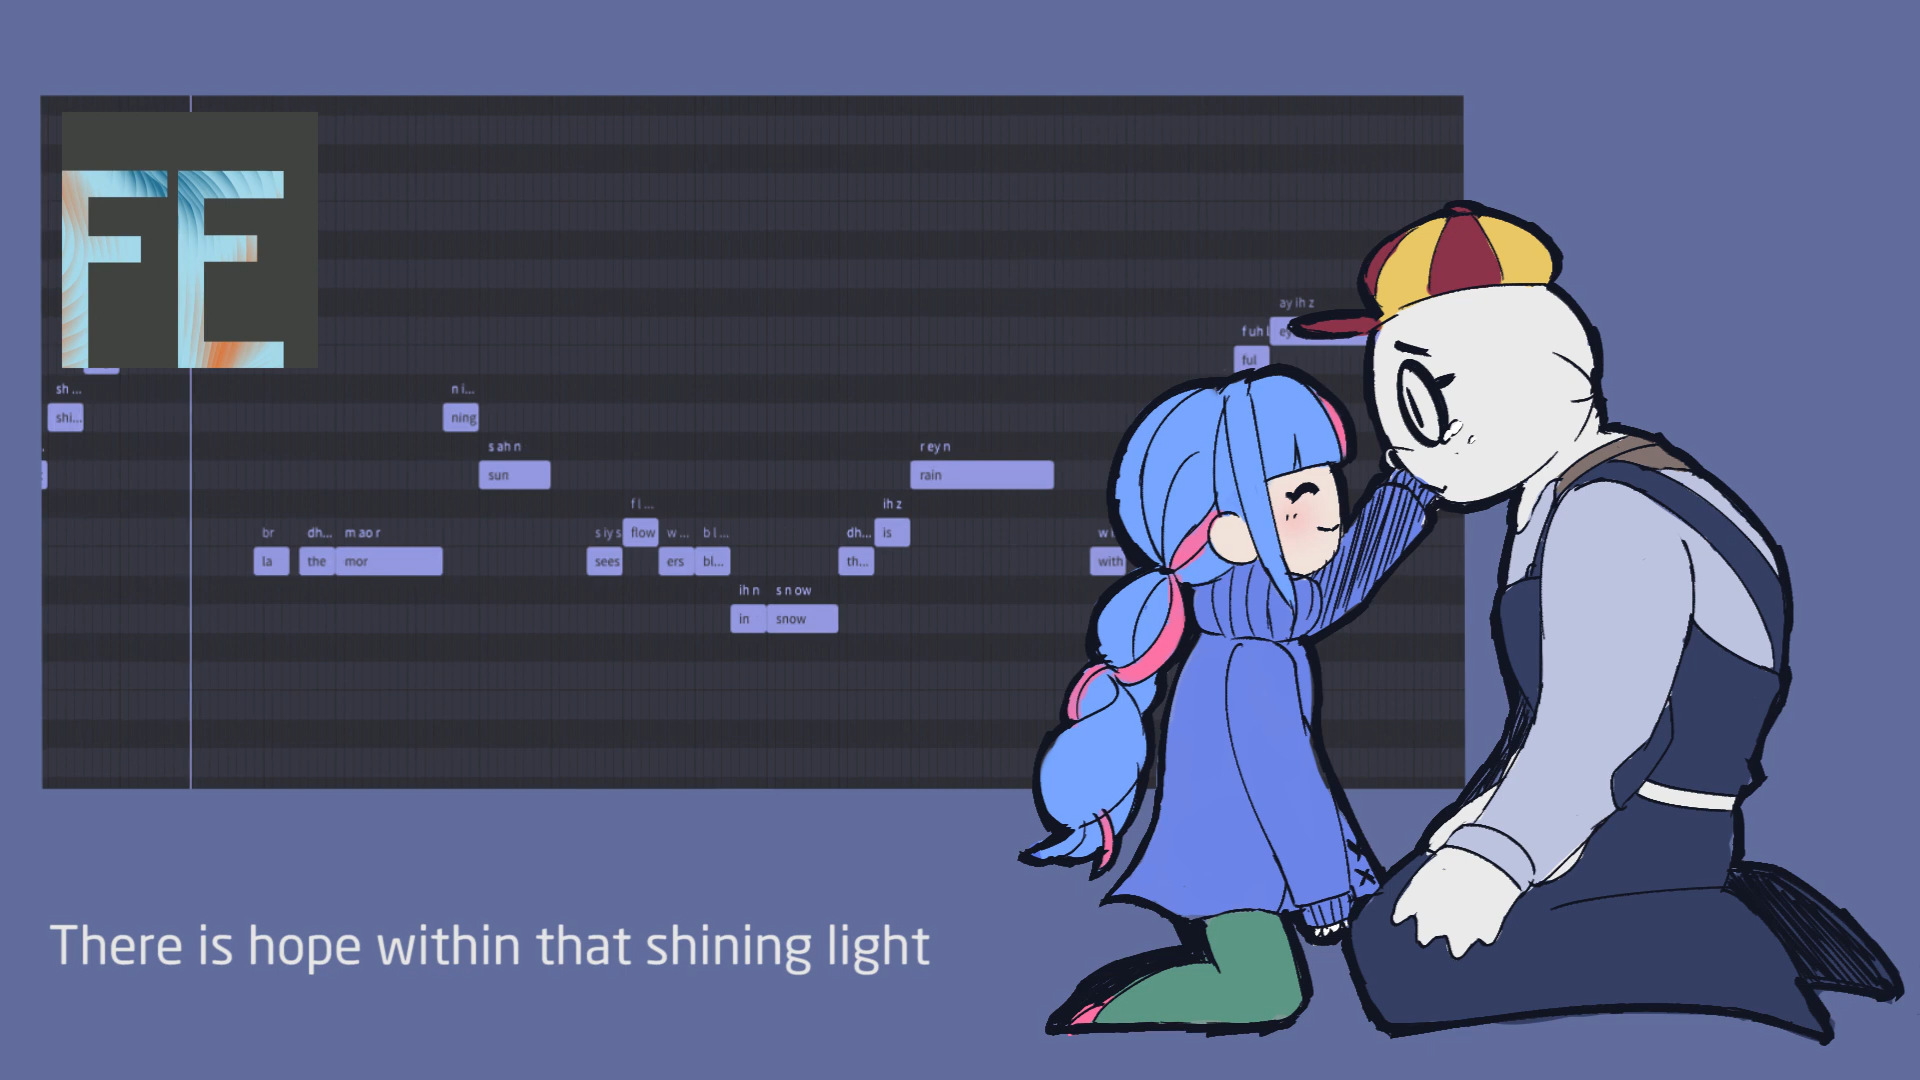 FE
ay ih z
f uh l
ful
sh ...
n i...
shi...
ning
s ah n
r ey n
sun
rain
f l ...
ih z
br
dh...
m ao r
s iy s
flow
w ...
b l ...
dh...
is
la
the
mor
sees
ers
bl...
th...
with
ih n
s n ow
in
snow
There is hope within that shining light